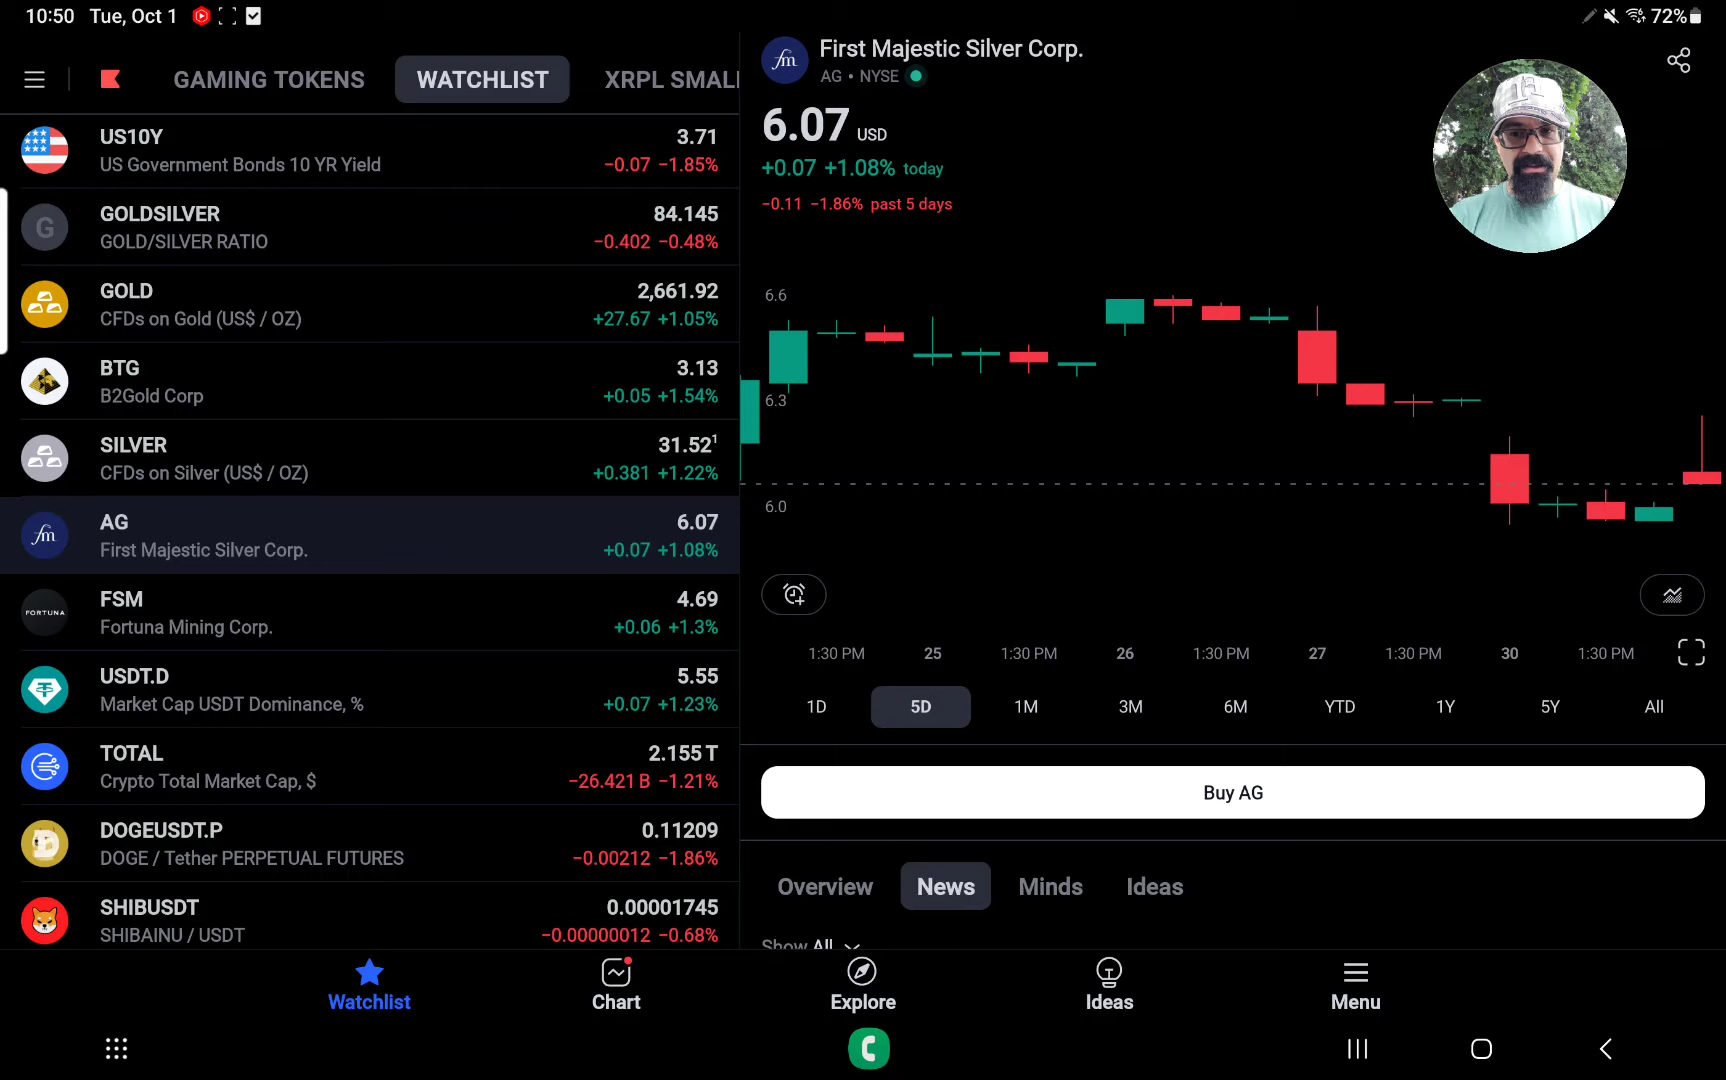 10:50 Tue, Oct 1
72%
GAMING TOKENS
WATCHLIST
XRPL SMALL
US10Y 3.71
US Government Bonds 10 YR Yield −0.07 −1.85%
G
GOLDSILVER 84.145
GOLD/SILVER RATIO −0.402 −0.48%
GOLD 2,661.92
CFDs on Gold (US$ / OZ) +27.67 +1.05%
BTG 3.13
B2Gold Corp +0.05 +1.54%
SILVER 31.52¹
CFDs on Silver (US$ / OZ) +0.381 +1.22%
fm
AG 6.07
First Majestic Silver Corp. +0.07 +1.08%
FORTUNA
FSM 4.69
Fortuna Mining Corp. +0.06 +1.3%
USDT.D 5.55
Market Cap USDT Dominance, % +0.07 +1.23%
TOTAL 2.155 T
Crypto Total Market Cap, $ −26.421 B −1.21%
DOGEUSDT.P 0.11209
DOGE / Tether PERPETUAL FUTURES −0.00212 −1.86%
SHIBUSDT 0.00001745
SHIBAINU / USDT −0.00000012 −0.68%
fm
First Majestic Silver Corp.
AG • NYSE
6.07 USD
+0.07 +1.08% today
−0.11 −1.86% past 5 days
6.6
6.3
6.0
1:30 PM 25 1:30 PM 26 1:30 PM 27 1:30 PM 30 1:30 PM
1D 5D 1M 3M 6M YTD 1Y 5Y All
Buy AG
Overview News Minds Ideas
Show All
Watchlist Chart Explore Ideas Menu